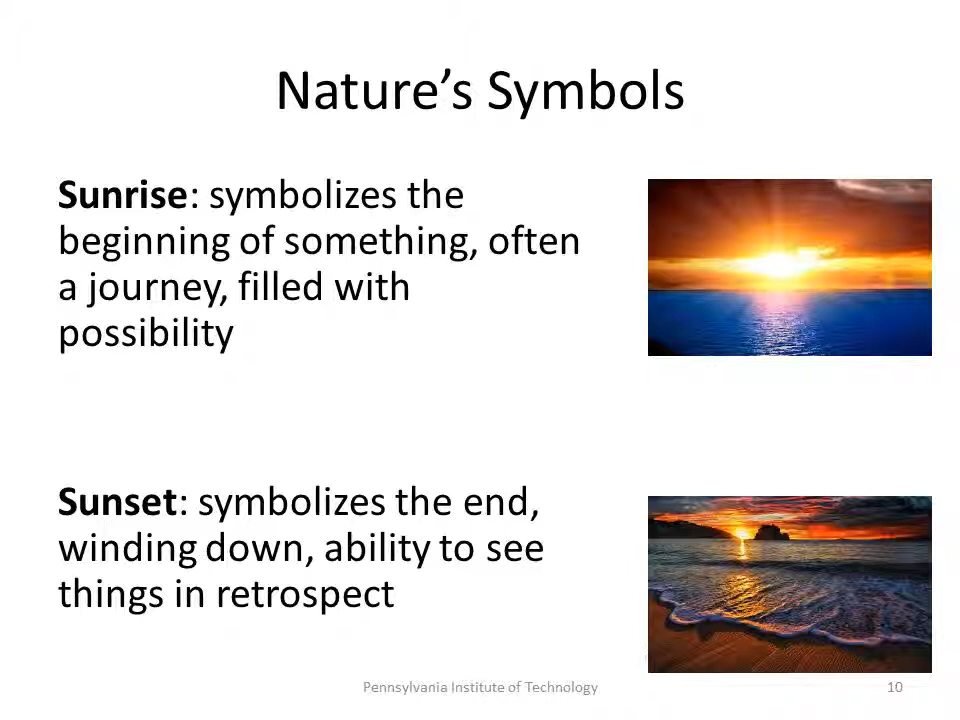 Nature’s Symbols
Sunrise: symbolizes the
beginning of something, often
a journey, filled with
possibility
Sunset: symbolizes the end,
winding down, ability to see
things in retrospect
Pennsylvania Institute of Technology
10